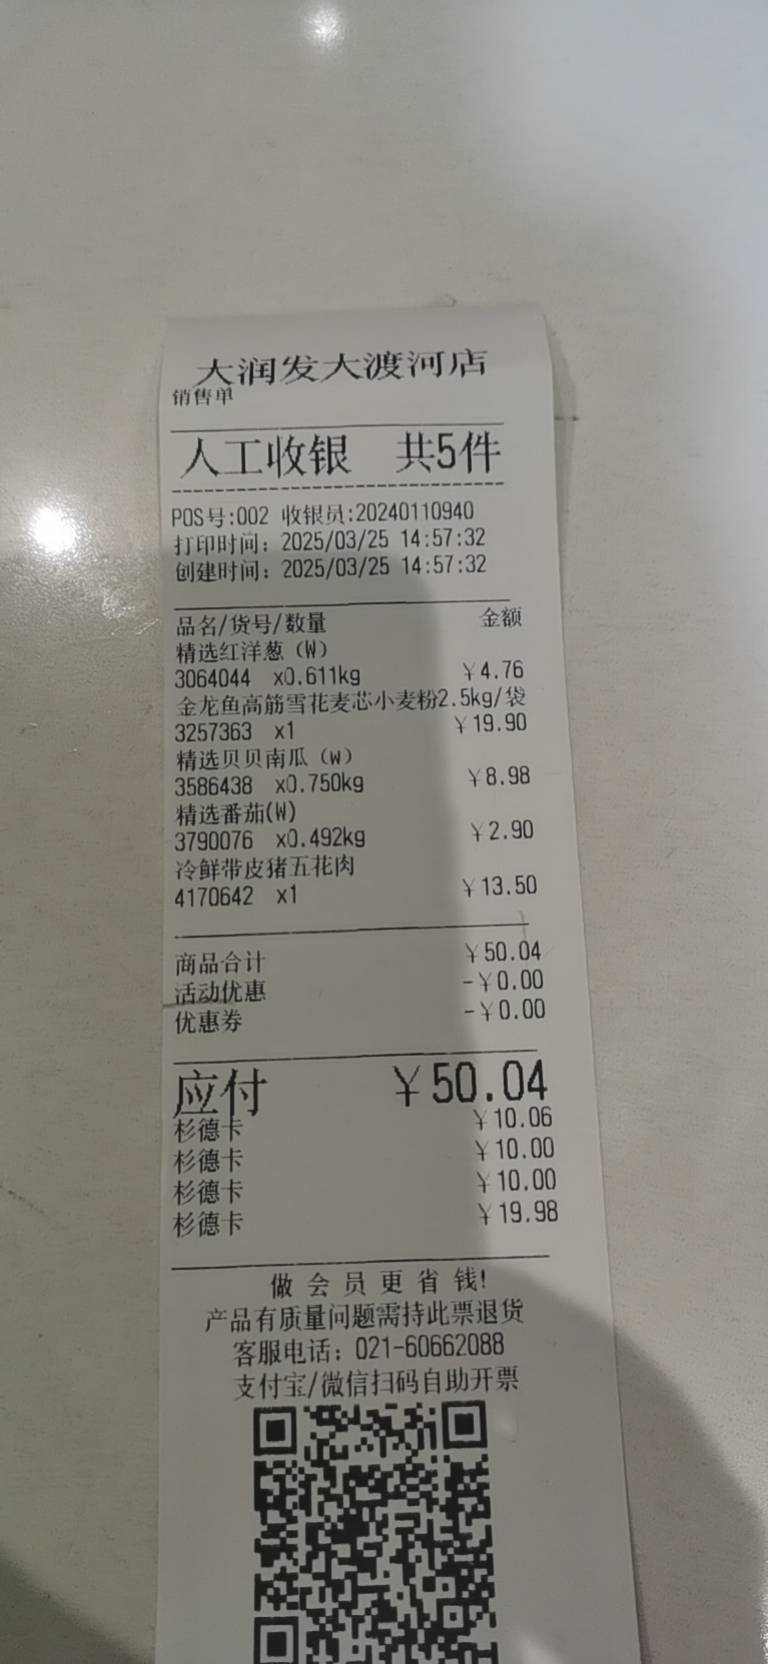 大润发大渡河店
销售单
人工收银 共5件
POS号:002 收银员:20240110940
打印时间：2025/03/25 14:57:32
创建时间：2025/03/25 14:57:32
品名/货号/数量 金额
精选红洋葱（W）
3064044 x0.611kg ￥4.76
金龙鱼高筋雪花麦芯小麦粉2.5kg/袋
3257363 x1 ￥19.90
精选贝贝南瓜（w）
3586438 x0.750kg ￥8.98
精选番茄(W)
3790076 x0.492kg ￥2.90
冷鲜带皮猪五花肉
4170642 x1 ￥13.50
商品合计 ￥50.04
活动优惠 -￥0.00
优惠券 -￥0.00
应付 ￥50.04
杉德卡 ￥10.06
杉德卡 ￥10.00
杉德卡 ￥10.00
杉德卡 ￥19.98
做会员更省钱!
产品有质量问题需持此票退货
客服电话：021-60662088
支付宝/微信扫码自助开票